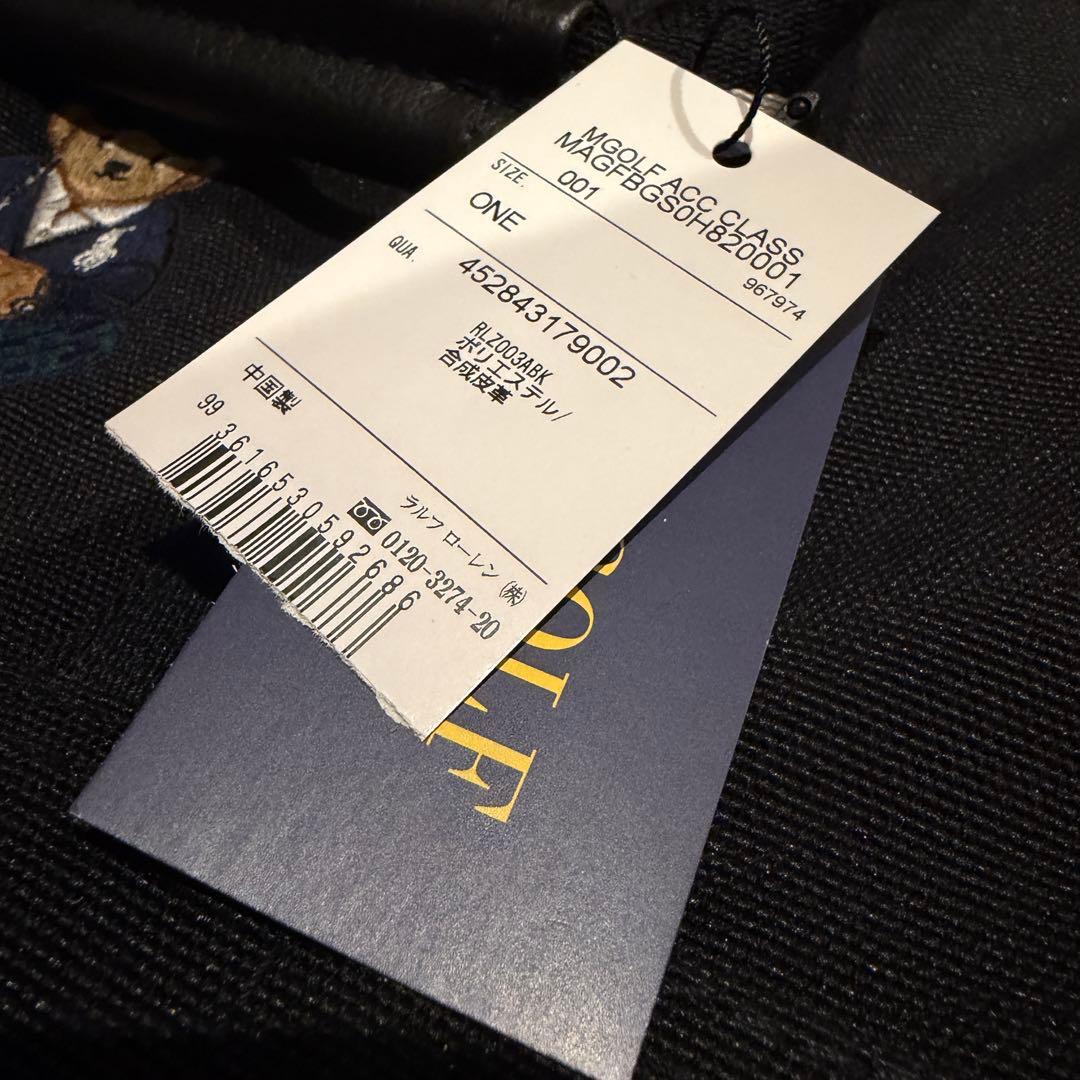 MGOLF ACC CLASS
MAGFBGS0H820001
001
967974
SIZE.
ONE
452843179002
QUA.
RLZ003ABK
ポリエステル/
合成皮革
中国製
ラルフ ローレン (株)
0120-3274-20
99
3616530592686
GOLF